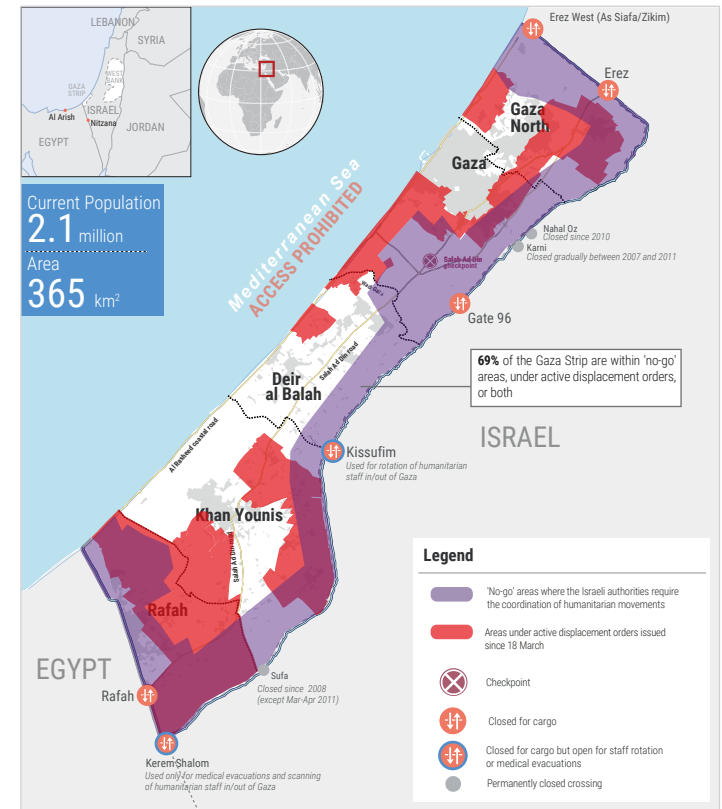 LEBANON
SYRIA
WEST
BANK
GAZA
STRIP
Al Arish
ISRAEL
Nitzana
JORDAN
EGYPT
Current Population
2.1 million
Area
365 km²
Mediterranean Sea
ACCESS PROHIBITED
Erez West (As Siafa/Zikim)
Erez
Gaza
North
Gaza
Nahal Oz
Closed since 2010
Karni
Closed gradually between 2007 and 2011
Salah Ad Din
checkpoint
Wadi Gaza
Gate 96
69% of the Gaza Strip are within 'no-go'
areas, under active displacement orders,
or both
Salah Ad Din road
Deir
al Balah
ISRAEL
Al Rasheed coastal road
Kissufim
Used for rotation of humanitarian
staff in/out of Gaza
Khan Younis
Salah Ad Din road
Rafah
EGYPT
Rafah
Sufa
Closed since 2008
(except Mar-Apr 2011)
Kerem Shalom
Used only for medical evacuations and scanning
of humanitarian staff in/out of Gaza
Legend
'No-go' areas where the Israeli authorities require
the coordination of humanitarian movements
Areas under active displacement orders issued
since 18 March
Checkpoint
Closed for cargo
Closed for cargo but open for staff rotation
or medical evacuations
Permanently closed crossing